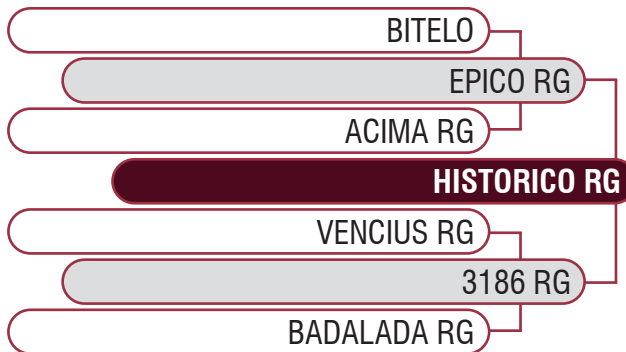 BITELO
EPICO RG
ACIMA RG
HISTORICO RG
VENCIUS RG
3186 RG
BADALADA RG